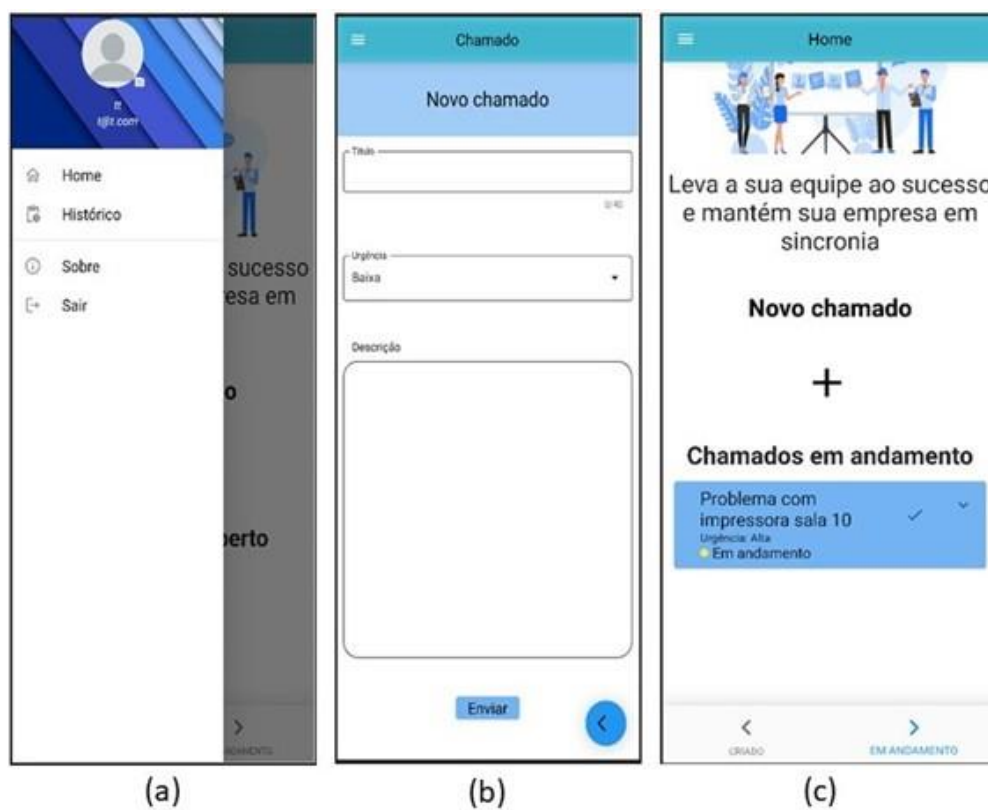 tt
t@t.com
Home
Histórico
Sobre
Sair
sucesso
esa em
o
perto
(a)
Chamado
Novo chamado
Título
0/40
Urgência
Baixa
Descrição
Enviar
(b)
Home
Leva a sua equipe ao sucesso
e mantém sua empresa em
sincronia
Novo chamado
+
Chamados em andamento
Problema com
impressora sala 10
Urgência: Alta
Em andamento
CRIADO
EM ANDAMENTO
(c)